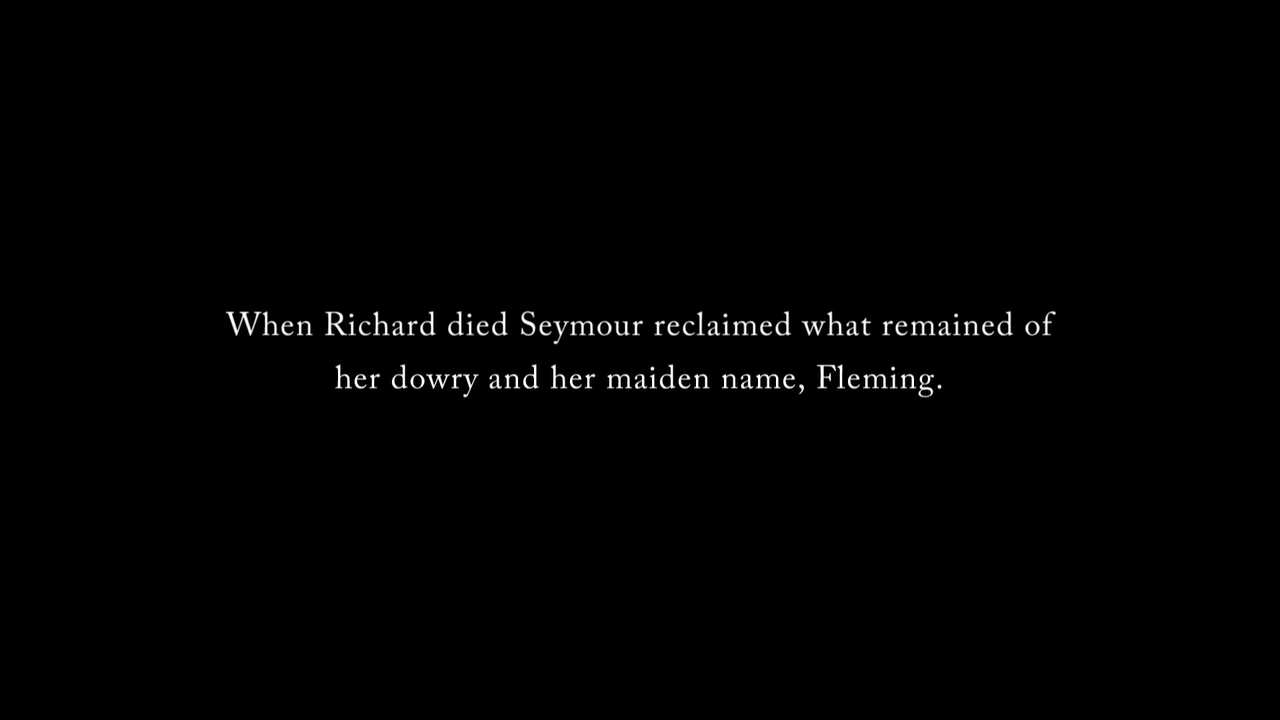 When Richard died Seymour reclaimed what remained of
her dowry and her maiden name, Fleming.